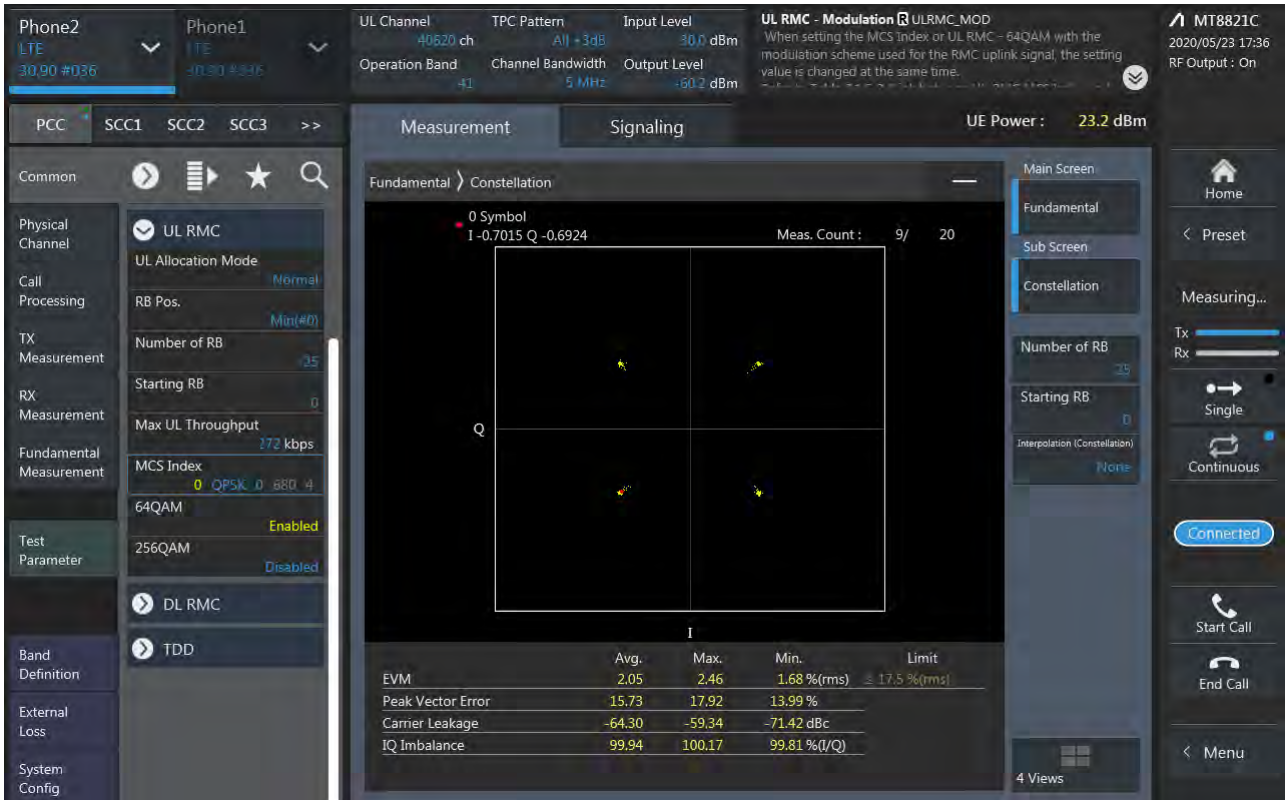 Phone2
LTE
30.90 #036
Phone1
LTE
30.90 #536
UL Channel
40620 ch
Operation Band
41
TPC Pattern
All +3dB
Channel Bandwidth
5 MHz
Input Level
30.0 dBm
Output Level
-60.2 dBm
UL RMC - Modulation R ULRMC_MOD
When setting the MCS Index or UL RMC - 64QAM with the
modulation scheme used for the RMC uplink signal, the setting
value is changed at the same time.
MT8821C
2020/05/23 17:36
RF Output : On
PCC SCC1 SCC2 SCC3 >>
Measurement
Signaling
UE Power : 23.2 dBm
Common
Physical
Channel
Call
Processing
TX
Measurement
RX
Measurement
Fundamental
Measurement
Test
Parameter
Band
Definition
External
Loss
System
Config
UL RMC
UL Allocation Mode
Normal
RB Pos.
Min(#0)
Number of RB
25
Starting RB
0
Max UL Throughput
272 kbps
MCS Index
0 QPSK 0 680 4
64QAM
Enabled
256QAM
Disabled
DL RMC
TDD
Fundamental 〉 Constellation
0 Symbol
I -0.7015 Q -0.6924
Meas. Count : 9/ 20
Q
I
Avg. Max. Min. Limit
EVM 2.05 2.46 1.68 %(rms) ≤ 17.5 %(rms)
Peak Vector Error 15.73 17.92 13.99 %
Carrier Leakage -64.30 -59.34 -71.42 dBc
IQ Imbalance 99.94 100.17 99.81 %(I/Q)
Main Screen
Fundamental
Sub Screen
Constellation
Number of RB
25
Starting RB
0
Interpolation (Constellation)
None
4 Views
Home
< Preset
Measuring...
Tx
Rx
Single
Continuous
Connected
Start Call
End Call
< Menu